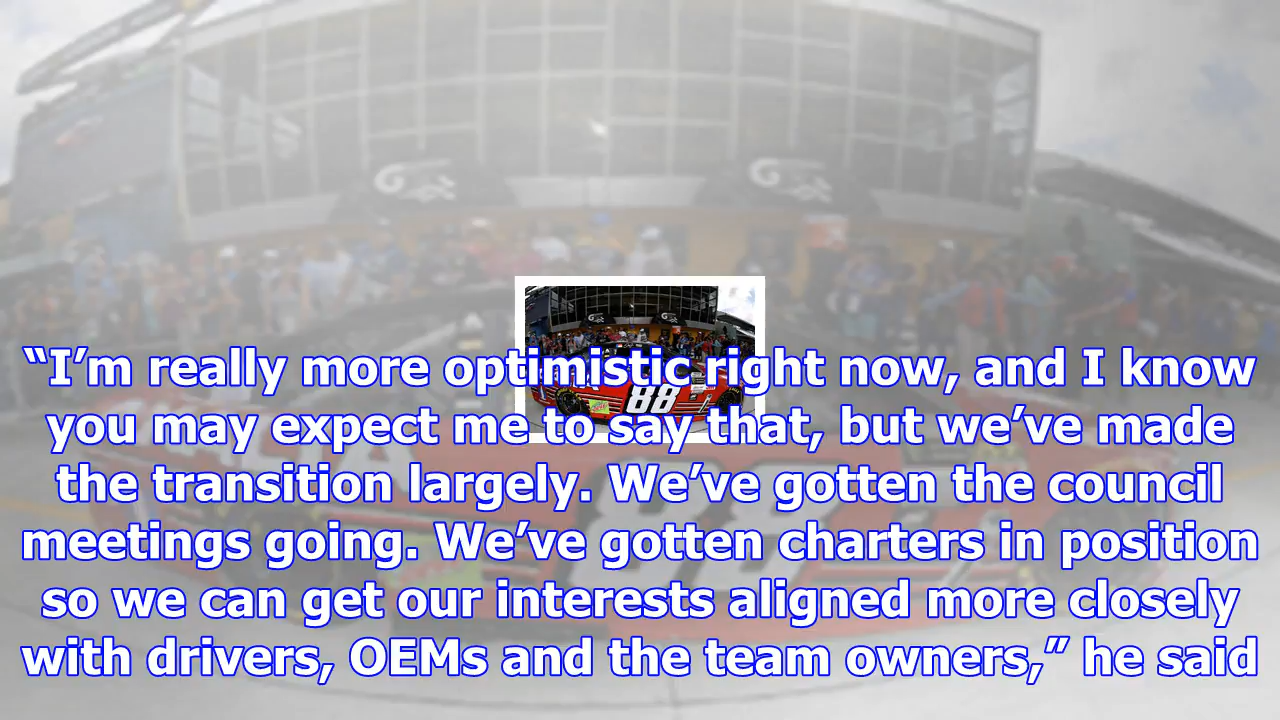 “I’m really more optimistic right now, and I know
you may expect me to say that, but we’ve made
the transition largely. We’ve gotten the council
meetings going. We’ve gotten charters in position
so we can get our interests aligned more closely
with drivers, OEMs and the team owners,” he said
88
88